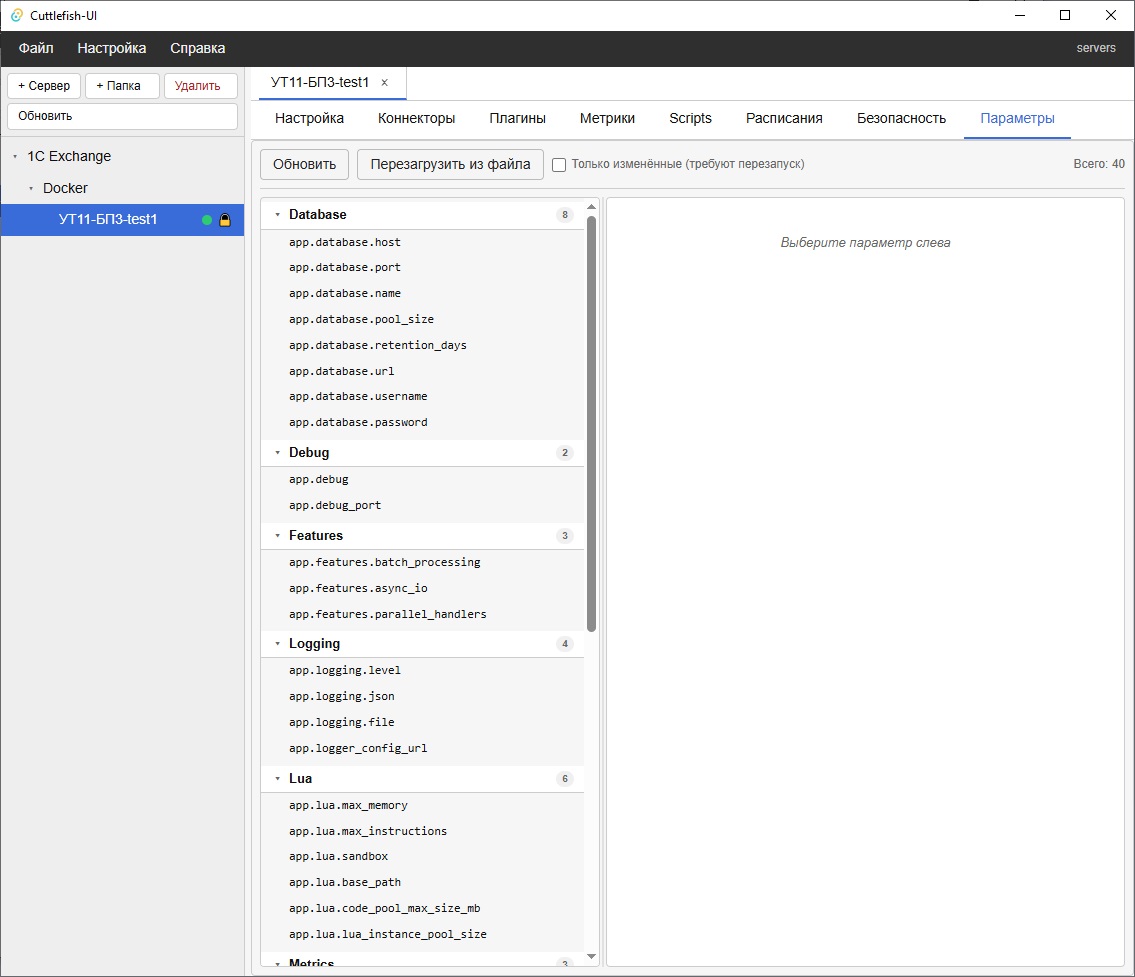 Cuttlefish-UI
Файл Настройка Справка servers
+ Сервер + Папка Удалить
Обновить
1C Exchange
Docker
УТ11-БП3-test1
УТ11-БП3-test1 ×
Настройка Коннекторы Плагины Метрики Scripts Расписания Безопасность Параметры
Обновить Перезагрузить из файла Только изменённые (требуют перезапуск) Всего: 40
Database 8
app.database.host
app.database.port
app.database.name
app.database.pool_size
app.database.retention_days
app.database.url
app.database.username
app.database.password
Debug 2
app.debug
app.debug_port
Features 3
app.features.batch_processing
app.features.async_io
app.features.parallel_handlers
Logging 4
app.logging.level
app.logging.json
app.logging.file
app.logger_config_url
Lua 6
app.lua.max_memory
app.lua.max_instructions
app.lua.sandbox
app.lua.base_path
app.lua.code_pool_max_size_mb
app.lua.lua_instance_pool_size
Metrics 3
Выберите параметр слева